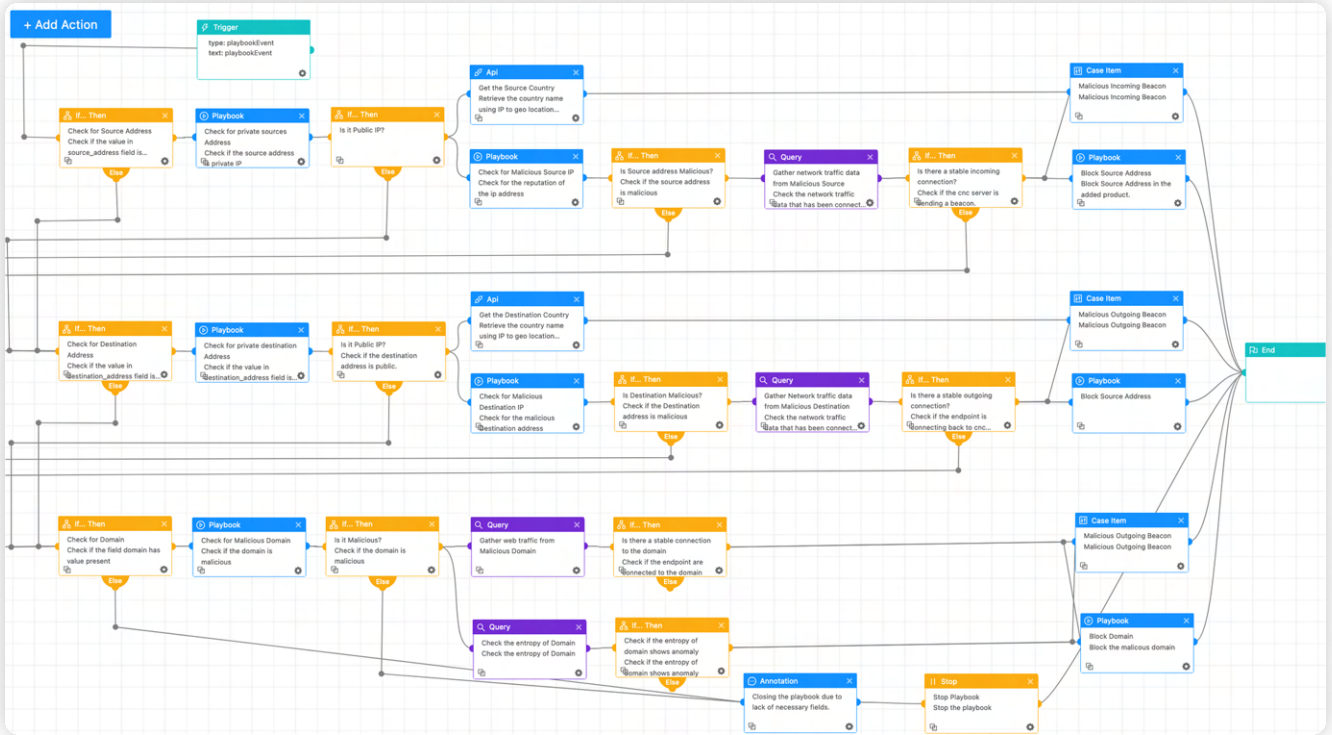 + Add Action
Trigger
type: playbookEvent
text: playbookEvent
Api
Get the Source Country
Retrieve the country name
using IP to geo location...
Case Item
Malicious Incoming Beacon
Malicious Incoming Beacon
If... Then
Check for Source Address
Check if the value in
source_address field is...
Else
Playbook
Check for private sources
Address
Check if the source address
is private IP
If... Then
Is it Public IP?
Else
Playbook
Check for Malicious Source IP
Check for the reputation of
the ip address
If... Then
Is Source address Malicious?
Check if the source address
is malicious
Else
Query
Gather network traffic data
from Malicious Source
Check the network traffic
data that has been connect...
If... Then
Is there a stable incoming
connection?
Check if the cnc server is
sending a beacon.
Else
Playbook
Block Source Address
Block Source Address in the
added product.
Api
Get the Destination Country
Retrieve the country name
using IP to geo location...
Case Item
Malicious Outgoing Beacon
Malicious Outgoing Beacon
If... Then
Check for Destination
Address
Check if the value in
destination_address field is...
Else
Playbook
Check for private destination
Address
Check if the value in
destination_address field is...
If... Then
Is it Public IP?
Check if the destination
address is public.
Else
End
Playbook
Check for Malicious
Destination IP
Check for the malicious
destination address
If... Then
Is Destination Malicious?
Check if the Destination
address is malicious
Else
Query
Gather Network traffic data
from Malicious Destination
Check the network traffic
data that has been connect...
If... Then
Is there a stable outgoing
connection?
Check if the endpoint is
connecting back to cnc...
Else
Playbook
Block Source Address
If... Then
Check for Domain
Check if the field domain has
value present
Else
Playbook
Check for Malicious Domain
Check if the domain is
malicious
If... Then
Is it Malicious?
Check if the domain is
malicious
Else
Query
Gather web traffic from
Malicious Domain
If... Then
Is there a stable connection
to the domain
Check if the endpoint are
connected to the domain
Else
Case Item
Malicious Outgoing Beacon
Malicious Outgoing Beacon
Query
Check the entropy of Domain
Check the entropy of Domain
If... Then
Check if the entropy of
domain shows anomaly
Check if the entropy of
domain shows anomaly
Else
Playbook
Block Domain
Block the malicous domain
Annotation
Closing the playbook due to
lack of necessary fields.
Stop
Stop Playbook
Stop the playbook